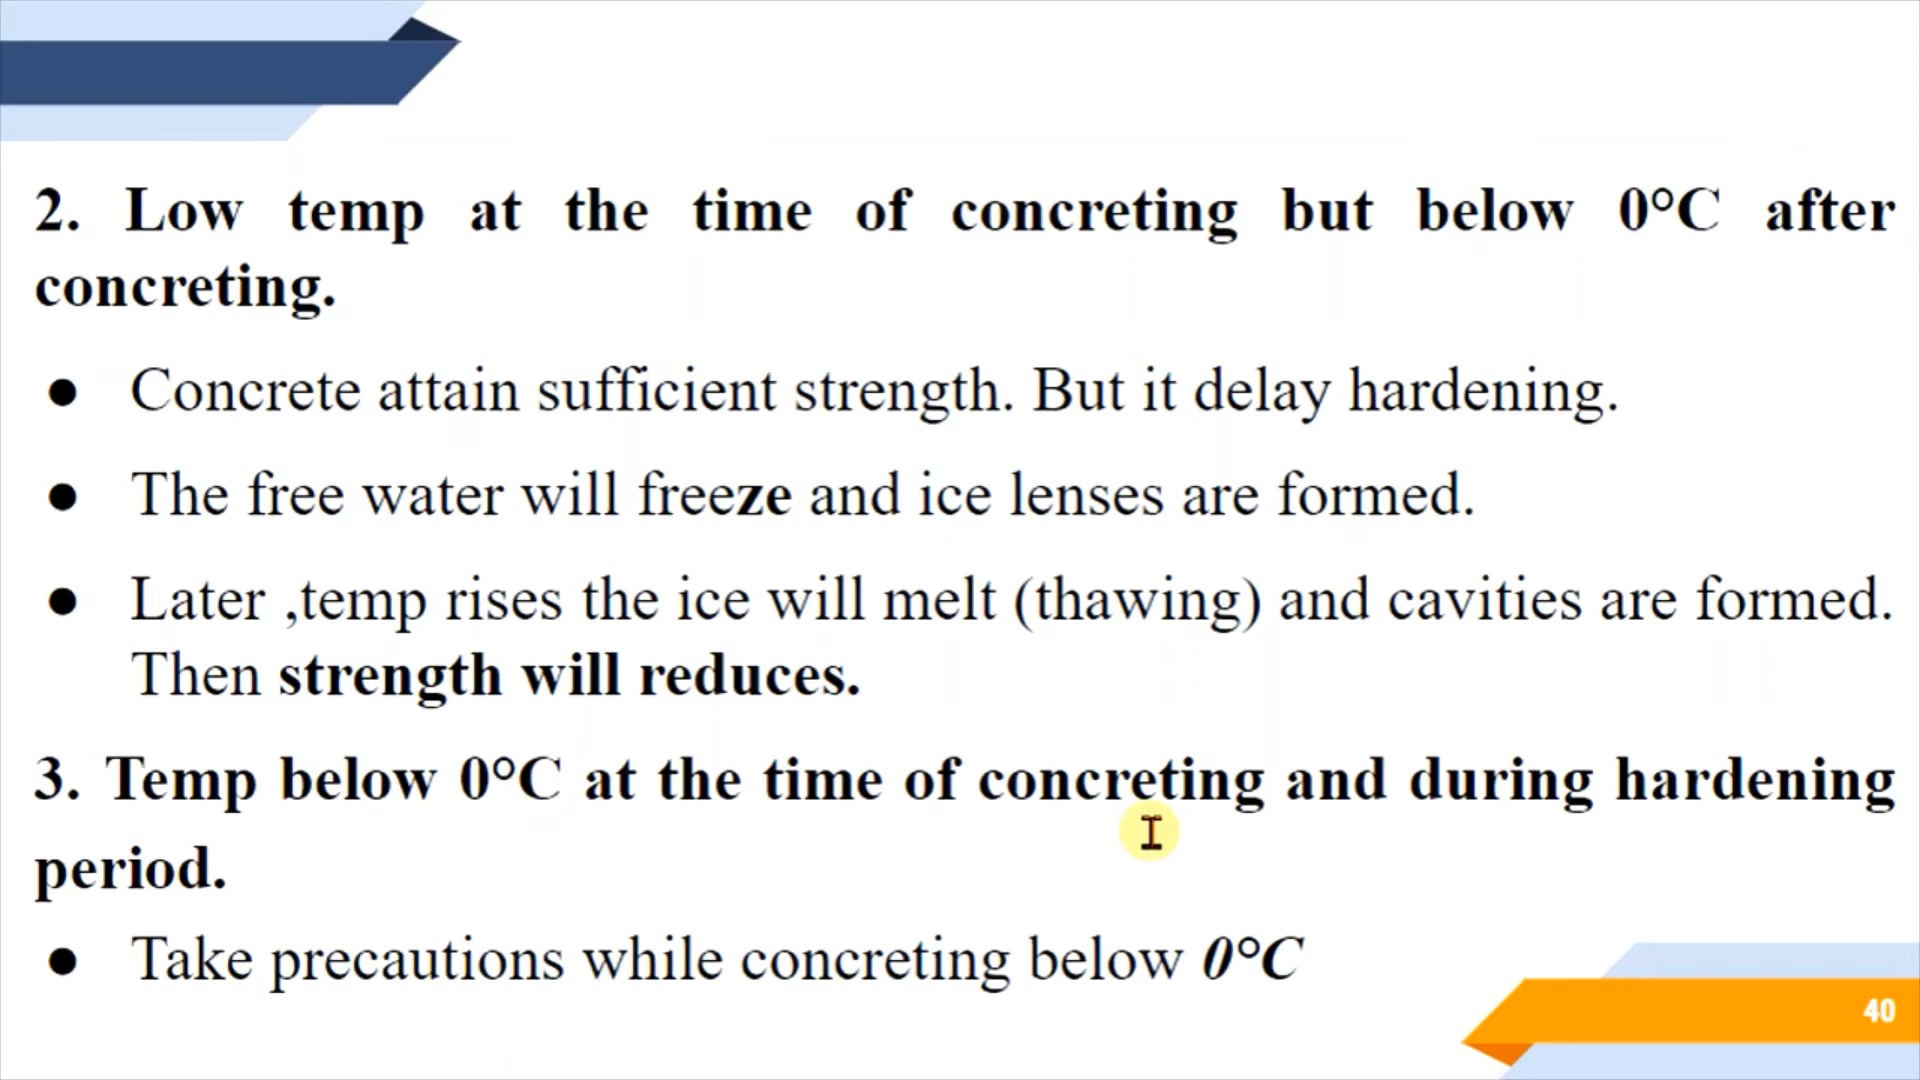 2. Low temp at the time of concreting but below 0°C after
concreting.
● Concrete attain sufficient strength. But it delay hardening.
● The free water will freeze and ice lenses are formed.
● Later ,temp rises the ice will melt (thawing) and cavities are formed.
Then strength will reduces.
3. Temp below 0°C at the time of concreting and during hardening
period.
● Take precautions while concreting below 0°C
40